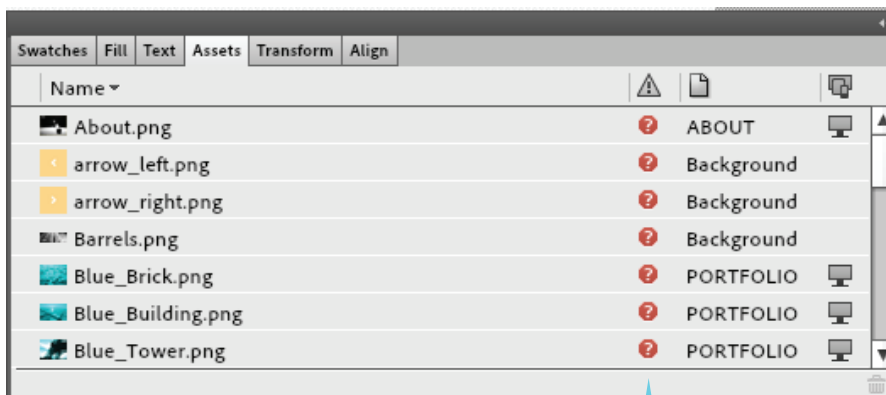 Swatches Fill Text Assets Transform Align
Name
About.png ABOUT
arrow_left.png Background
arrow_right.png Background
Barrels.png Background
Blue_Brick.png PORTFOLIO
Blue_Building.png PORTFOLIO
Blue_Tower.png PORTFOLIO